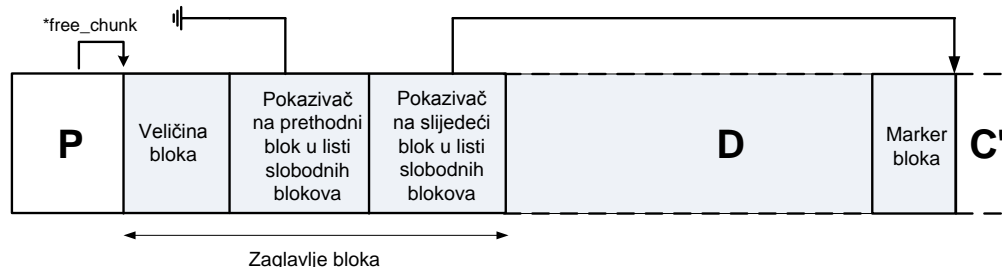 *free_chunk
P
Veličina
bloka
Pokazivač
na prethodni
blok u listi
slobodnih
blokova
Pokazivač
na slijedeći
blok u listi
slobodnih
blokova
D
Marker
bloka
C'
Zaglavlje bloka